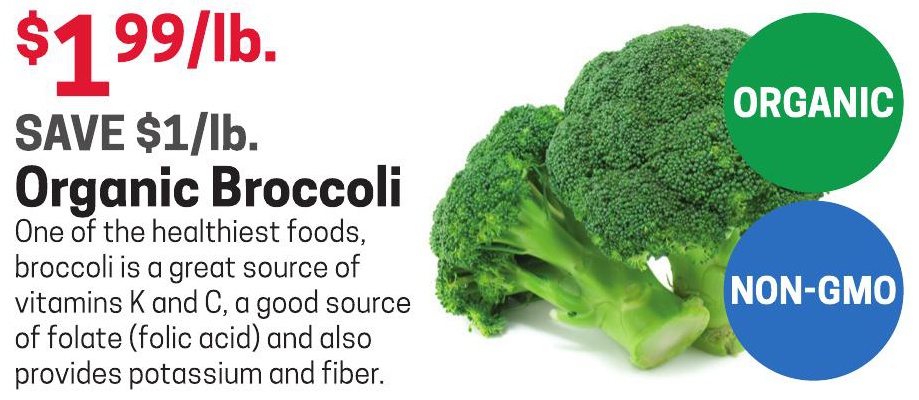 $1 99/lb.
SAVE $1/lb.
Organic Broccoli
One of the healthiest foods,
broccoli is a great source of
vitamins K and C, a good source
of folate (folic acid) and also
provides potassium and fiber.
ORGANIC
NON-GMO